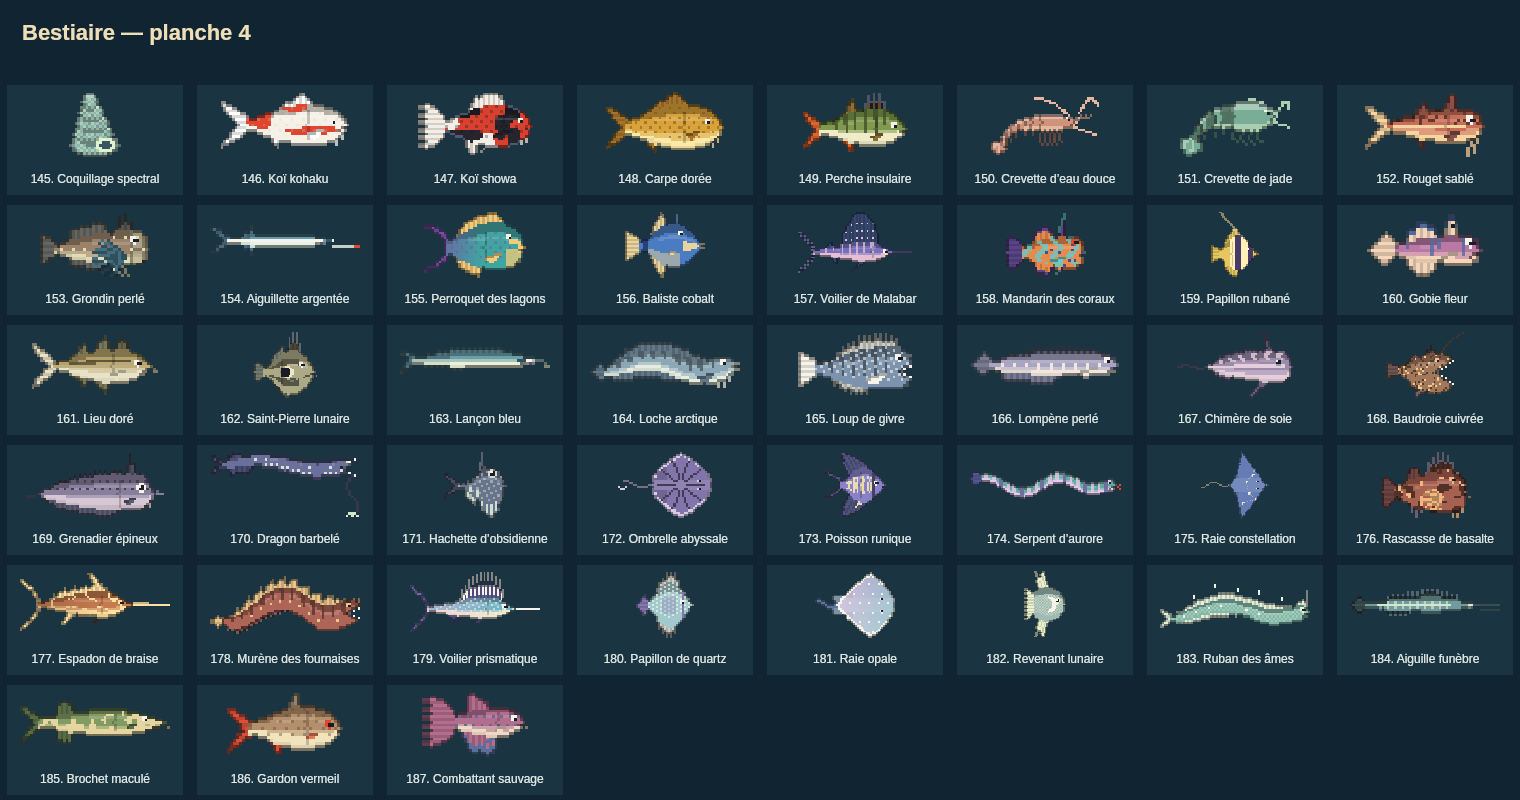 Bestiaire — planche 4
145. Coquillage spectral
146. Koï kohaku
147. Koï showa
148. Carpe dorée
149. Perche insulaire
150. Crevette d’eau douce
151. Crevette de jade
152. Rouget sablé
153. Grondin perlé
154. Aiguillette argentée
155. Perroquet des lagons
156. Baliste cobalt
157. Voilier de Malabar
158. Mandarin des coraux
159. Papillon rubané
160. Gobie fleur
161. Lieu doré
162. Saint-Pierre lunaire
163. Lançon bleu
164. Loche arctique
165. Loup de givre
166. Lompène perlé
167. Chimère de soie
168. Baudroie cuivrée
169. Grenadier épineux
170. Dragon barbelé
171. Hachette d’obsidienne
172. Ombrelle abyssale
173. Poisson runique
174. Serpent d’aurore
175. Raie constellation
176. Rascasse de basalte
177. Espadon de braise
178. Murène des fournaises
179. Voilier prismatique
180. Papillon de quartz
181. Raie opale
182. Revenant lunaire
183. Ruban des âmes
184. Aiguille funèbre
185. Brochet maculé
186. Gardon vermeil
187. Combattant sauvage